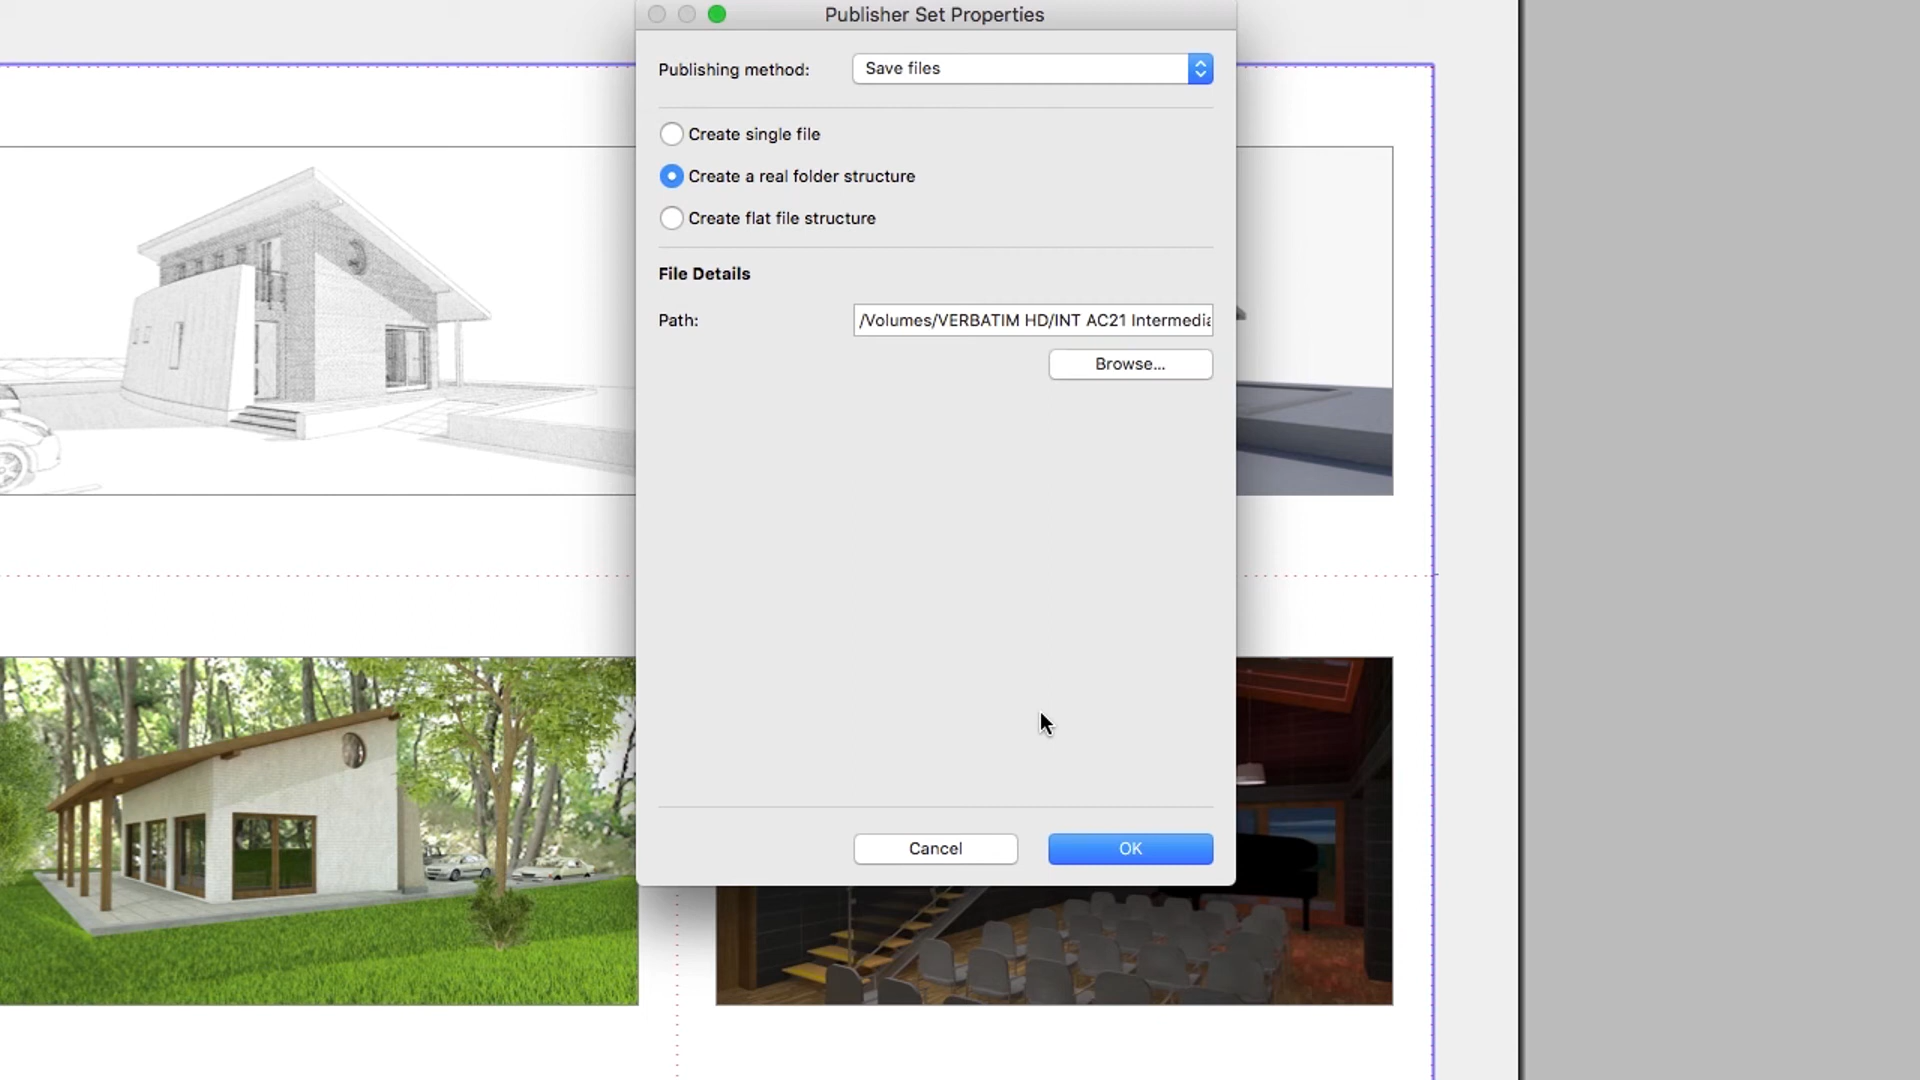 Publisher Set Properties
Publishing method: Save files
Create single file
Create a real folder structure
Create flat file structure
File Details
Path: /Volumes/VERBATIM HD/INT AC21 Intermedia
Browse...
Cancel OK